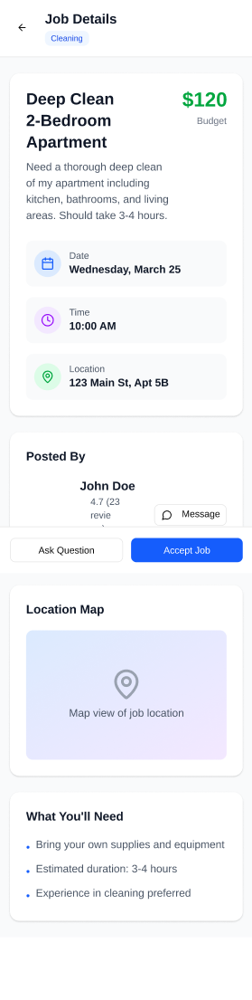 Job Details
Cleaning
Deep Clean
2-Bedroom
Apartment
$120
Budget
Need a thorough deep clean
of my apartment including
kitchen, bathrooms, and living
areas. Should take 3-4 hours.
Date
Wednesday, March 25
Time
10:00 AM
Location
123 Main St, Apt 5B
Posted By
John Doe
4.7 (23
revie
Message
Ask Question
Accept Job
Location Map
Map view of job location
What You'll Need
• Bring your own supplies and equipment
• Estimated duration: 3-4 hours
• Experience in cleaning preferred